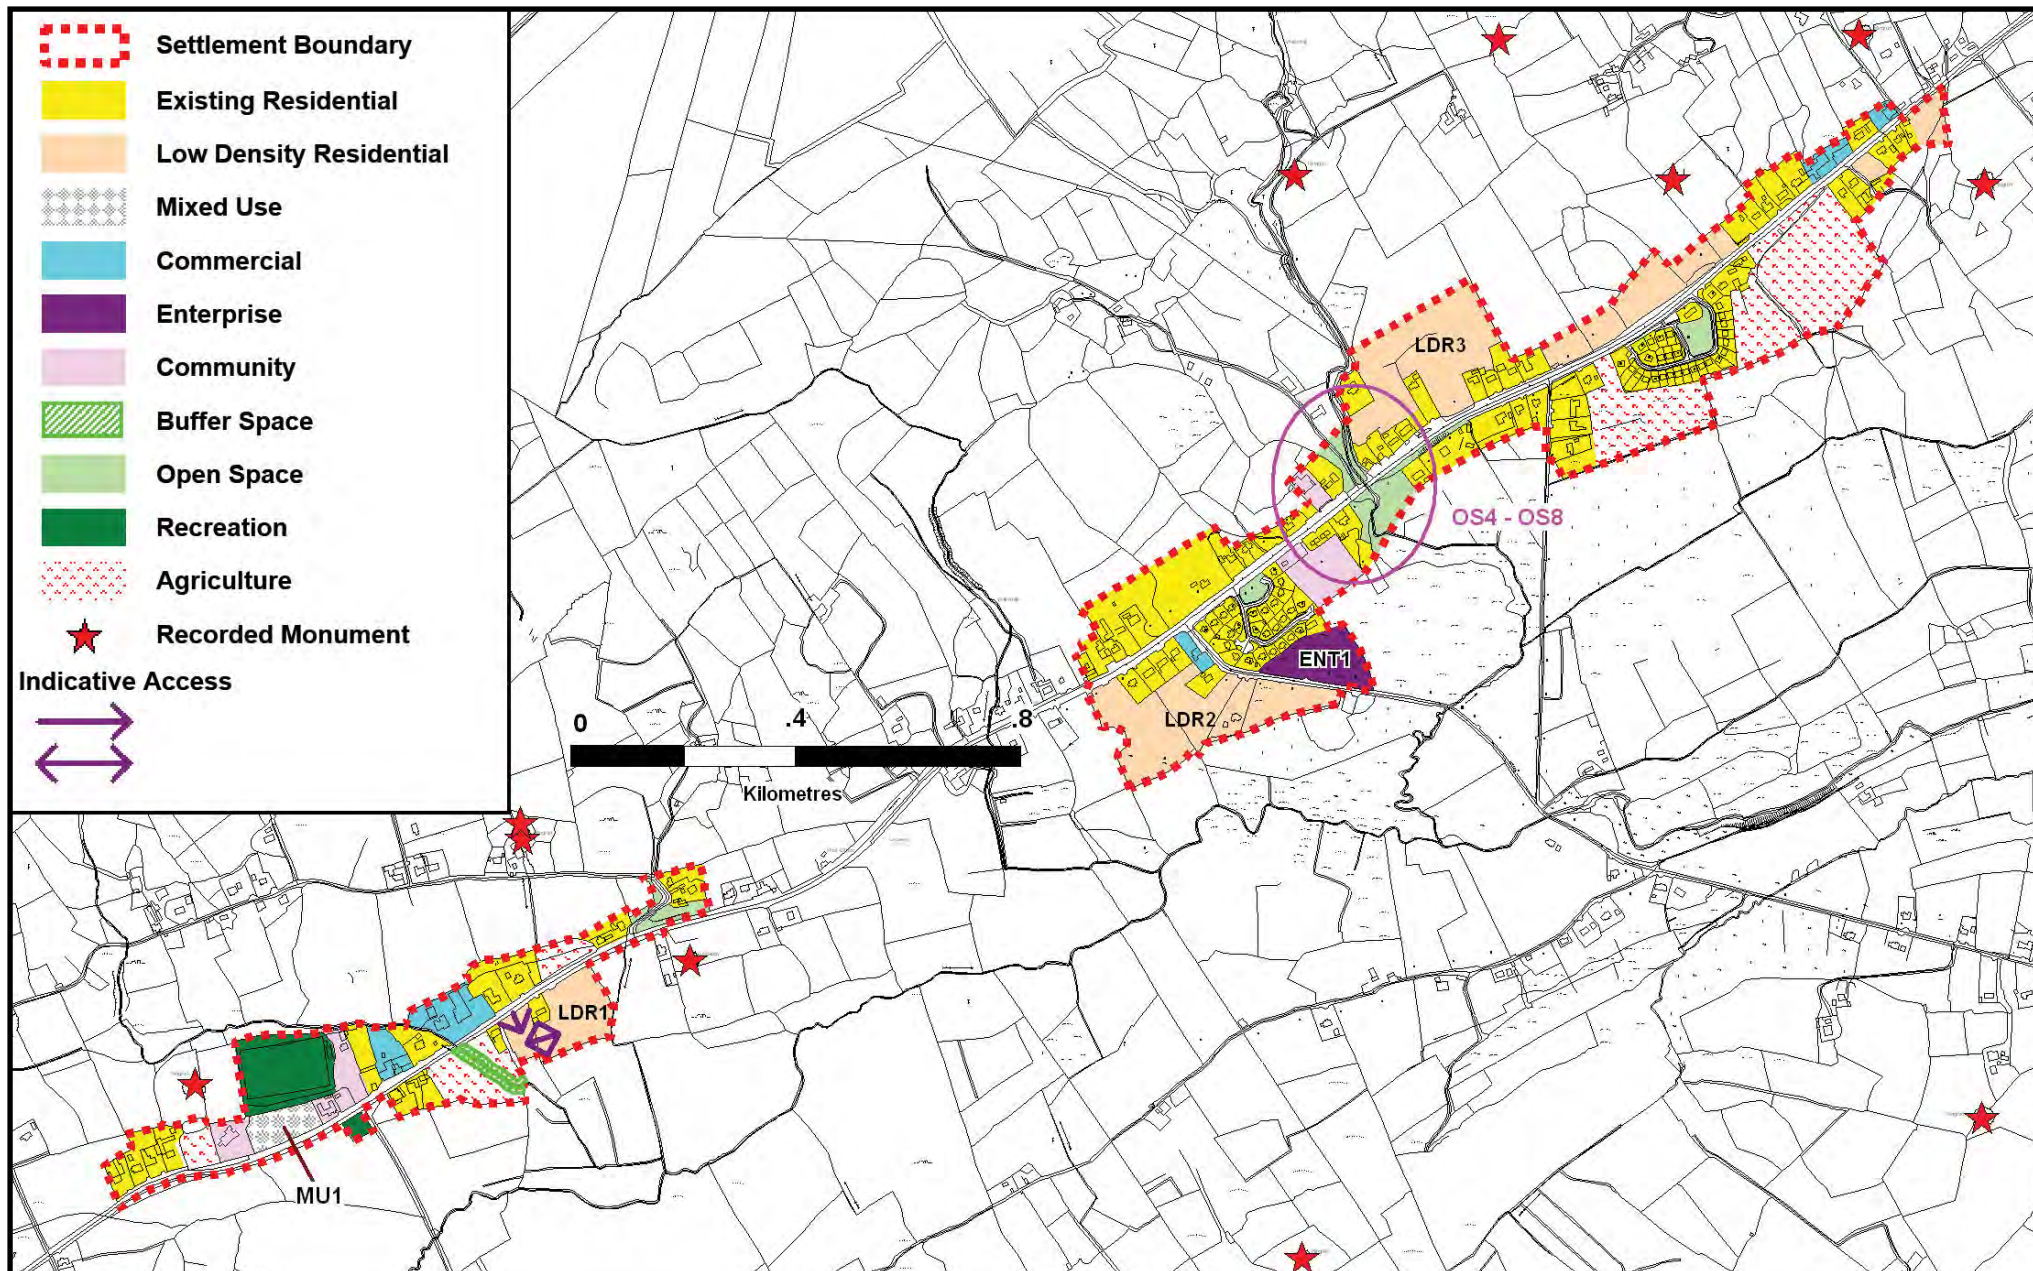 Settlement Boundary
Existing Residential
Low Density Residential
Mixed Use
Commercial
Enterprise
Community
Buffer Space
Open Space
Recreation
Agriculture
Recorded Monument
Indicative Access
LDR3
OS4 - OS8
ENT1
LDR2
0 .4 .8
Kilometres
LDR1
MU1